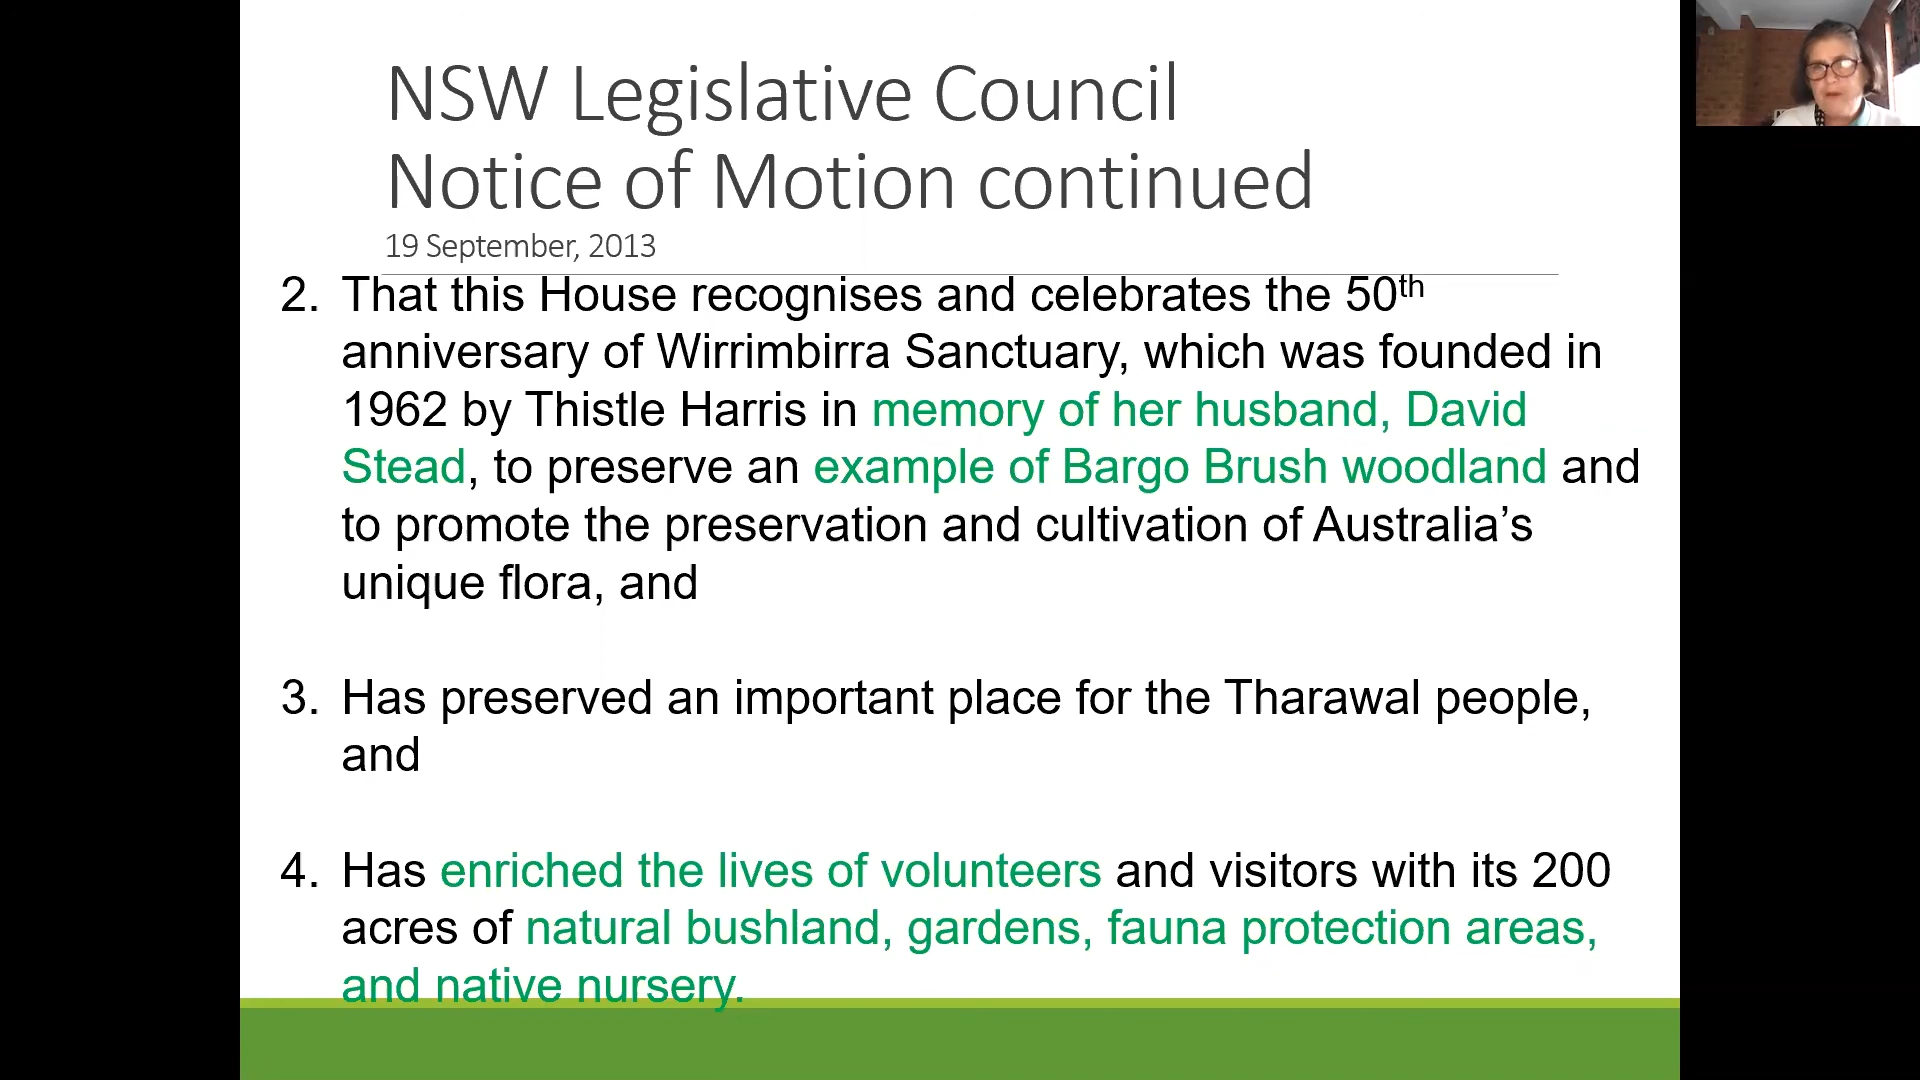 NSW Legislative Council
Notice of Motion continued
19 September, 2013
2. That this House recognises and celebrates the 50th
anniversary of Wirrimbirra Sanctuary, which was founded in
1962 by Thistle Harris in memory of her husband, David
Stead, to preserve an example of Bargo Brush woodland and
to promote the preservation and cultivation of Australia’s
unique flora, and
3. Has preserved an important place for the Tharawal people,
and
4. Has enriched the lives of volunteers and visitors with its 200
acres of natural bushland, gardens, fauna protection areas,
and native nursery.